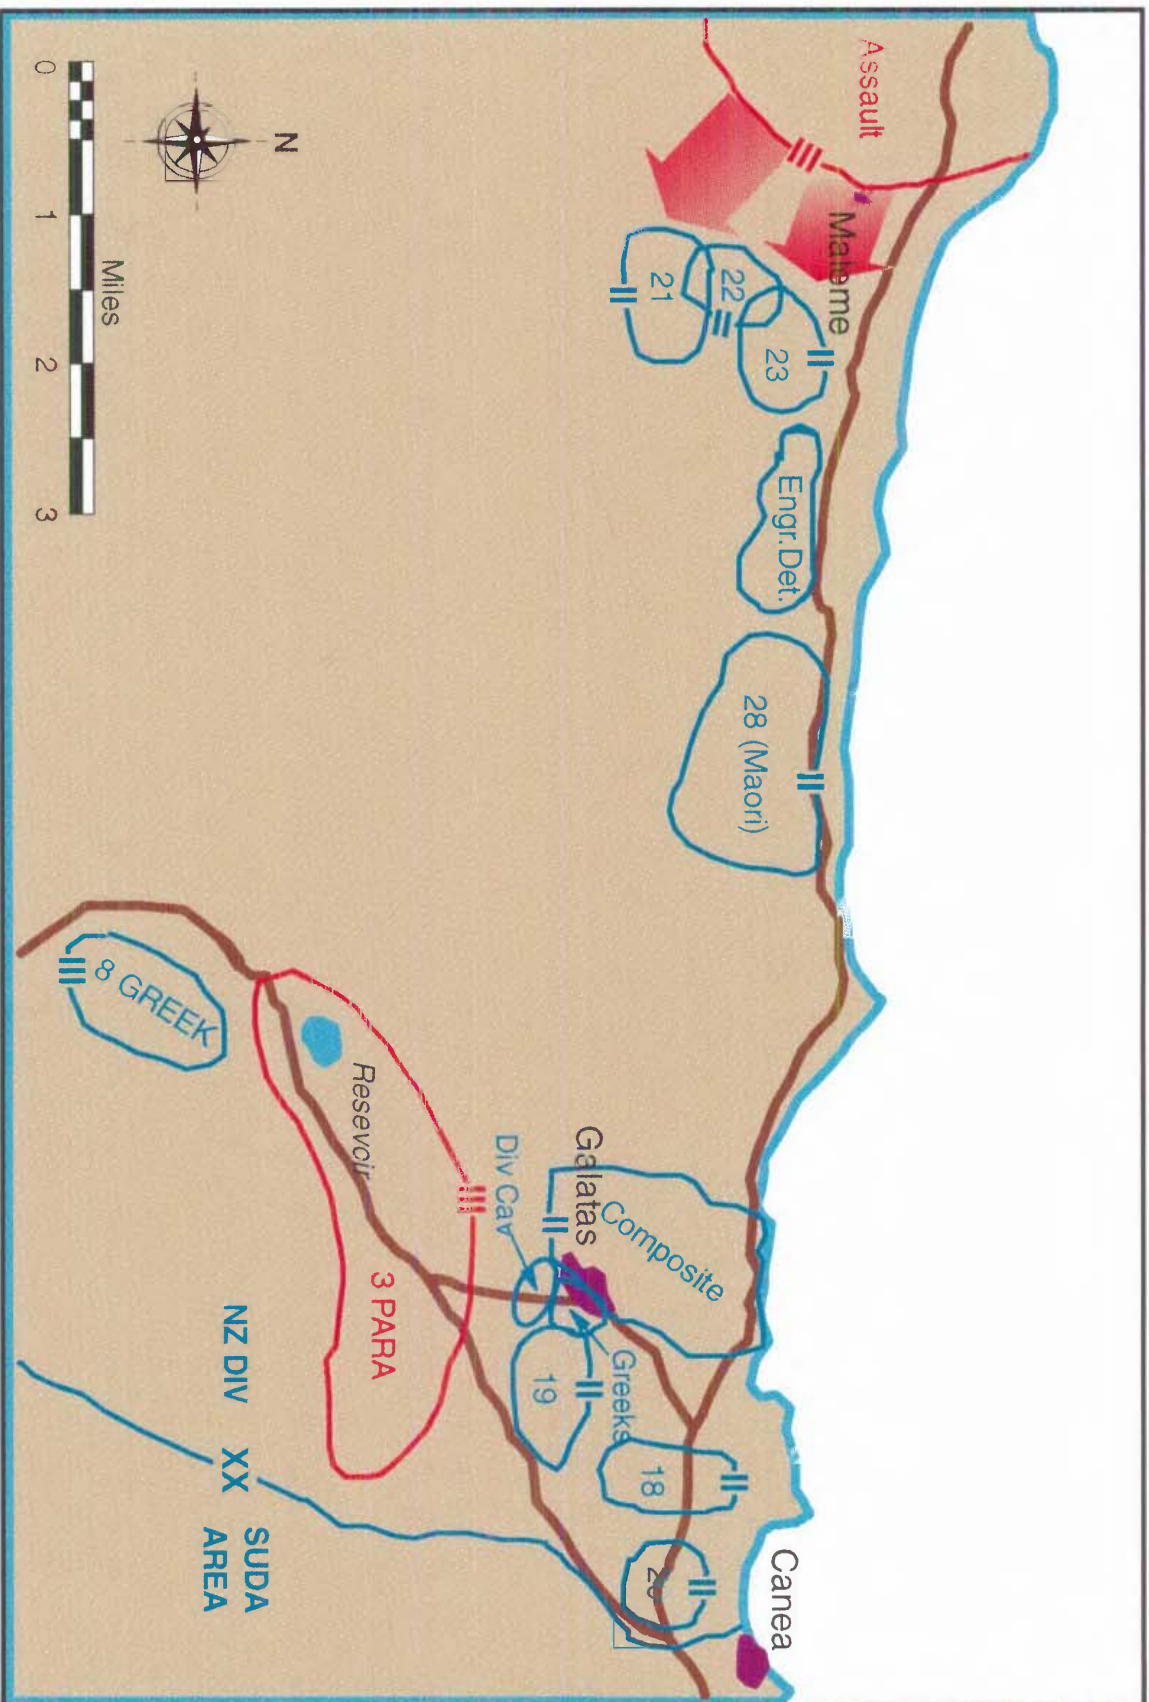 Assault
Maleme
22
21
23
Engr.Det.
28 (Maori)
Canea
Galatas
Composite
Div Cav
Greeks
19
18
Resevoir
3 PARA
8 GREEK
NZ DIV XX SUDA
AREA
N
0 1 2 3
Miles